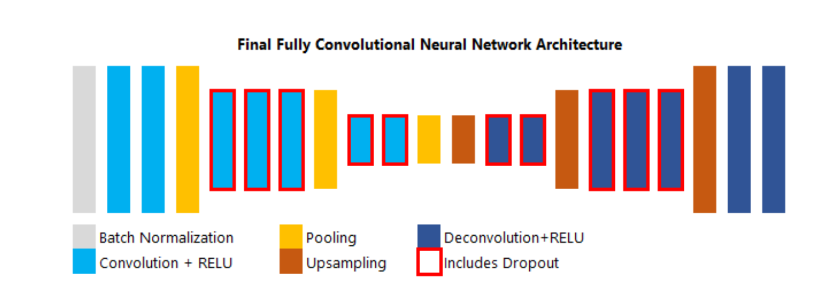 Final Fully Convolutional Neural Network Architecture
Batch Normalization Pooling Deconvolution+RELU
Convolution + RELU Upsampling Includes Dropout